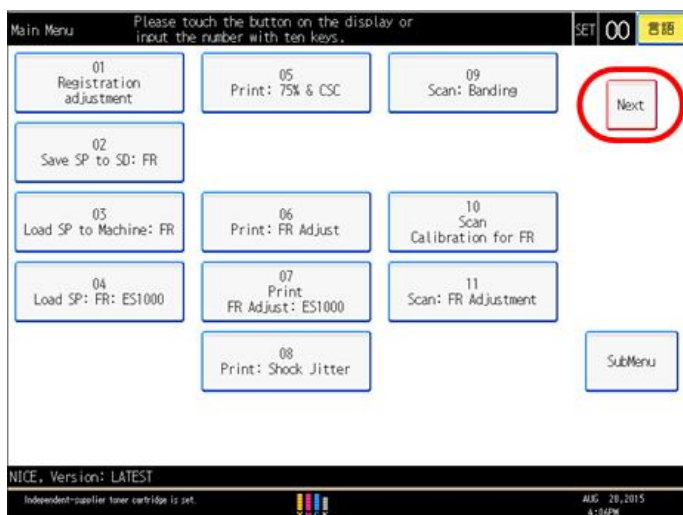 Main Menu
Please touch the button on the display or
input the number with ten keys.
SET 00 言語
01
Registration
adjustment
05
Print: 75% & CSC
09
Scan: Banding
Next
02
Save SP to SD: FR
03
Load SP to Machine: FR
06
Print: FR Adjust
10
Scan
Calibration for FR
04
Load SP: FR: ES1000
07
Print
FR Adjust: ES1000
11
Scan: FR Adjustment
08
Print: Shock Jitter
SubMenu
NICE, Version: LATEST
Independent-supplier toner cartridge is set.
AUG 28,2015
4:06PM